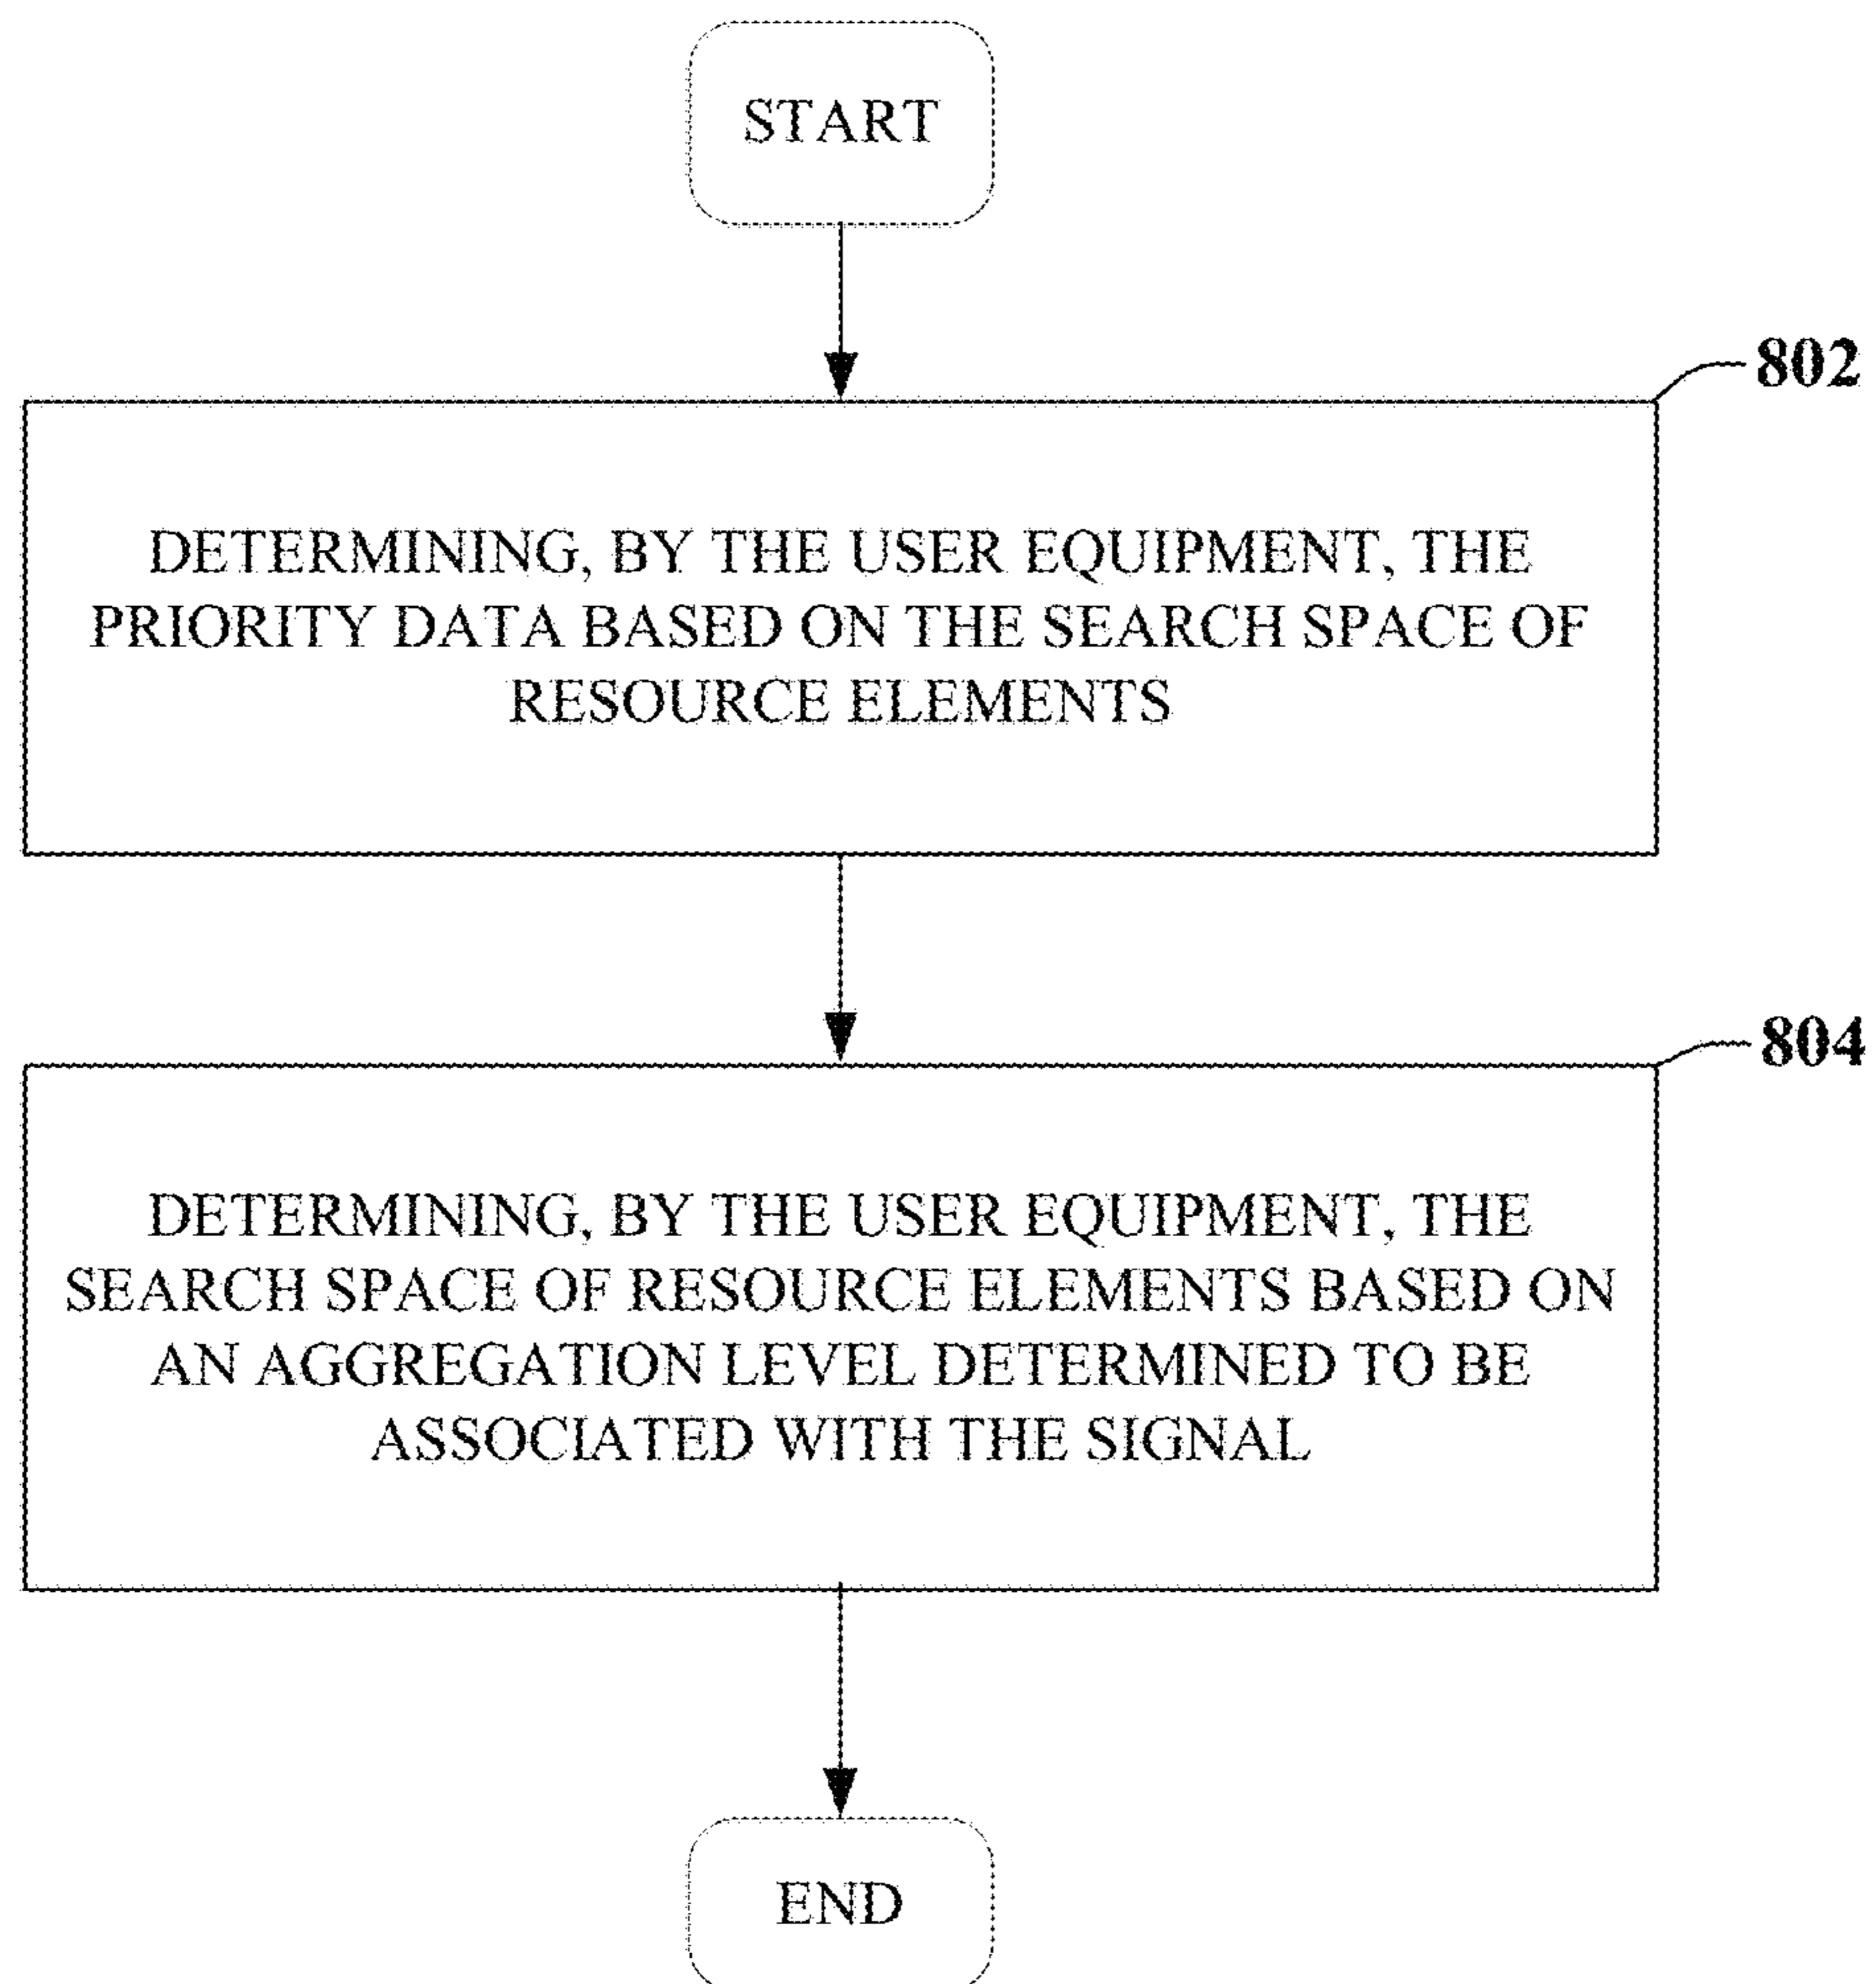 START
802
DETERMINING, BY THE USER EQUIPMENT, THE
PRIORITY DATA BASED ON THE SEARCH SPACE OF
RESOURCE ELEMENTS
804
DETERMINING, BY THE USER EQUIPMENT, THE
SEARCH SPACE OF RESOURCE ELEMENTS BASED ON
AN AGGREGATION LEVEL DETERMINED TO BE
ASSOCIATED WITH THE SIGNAL
END